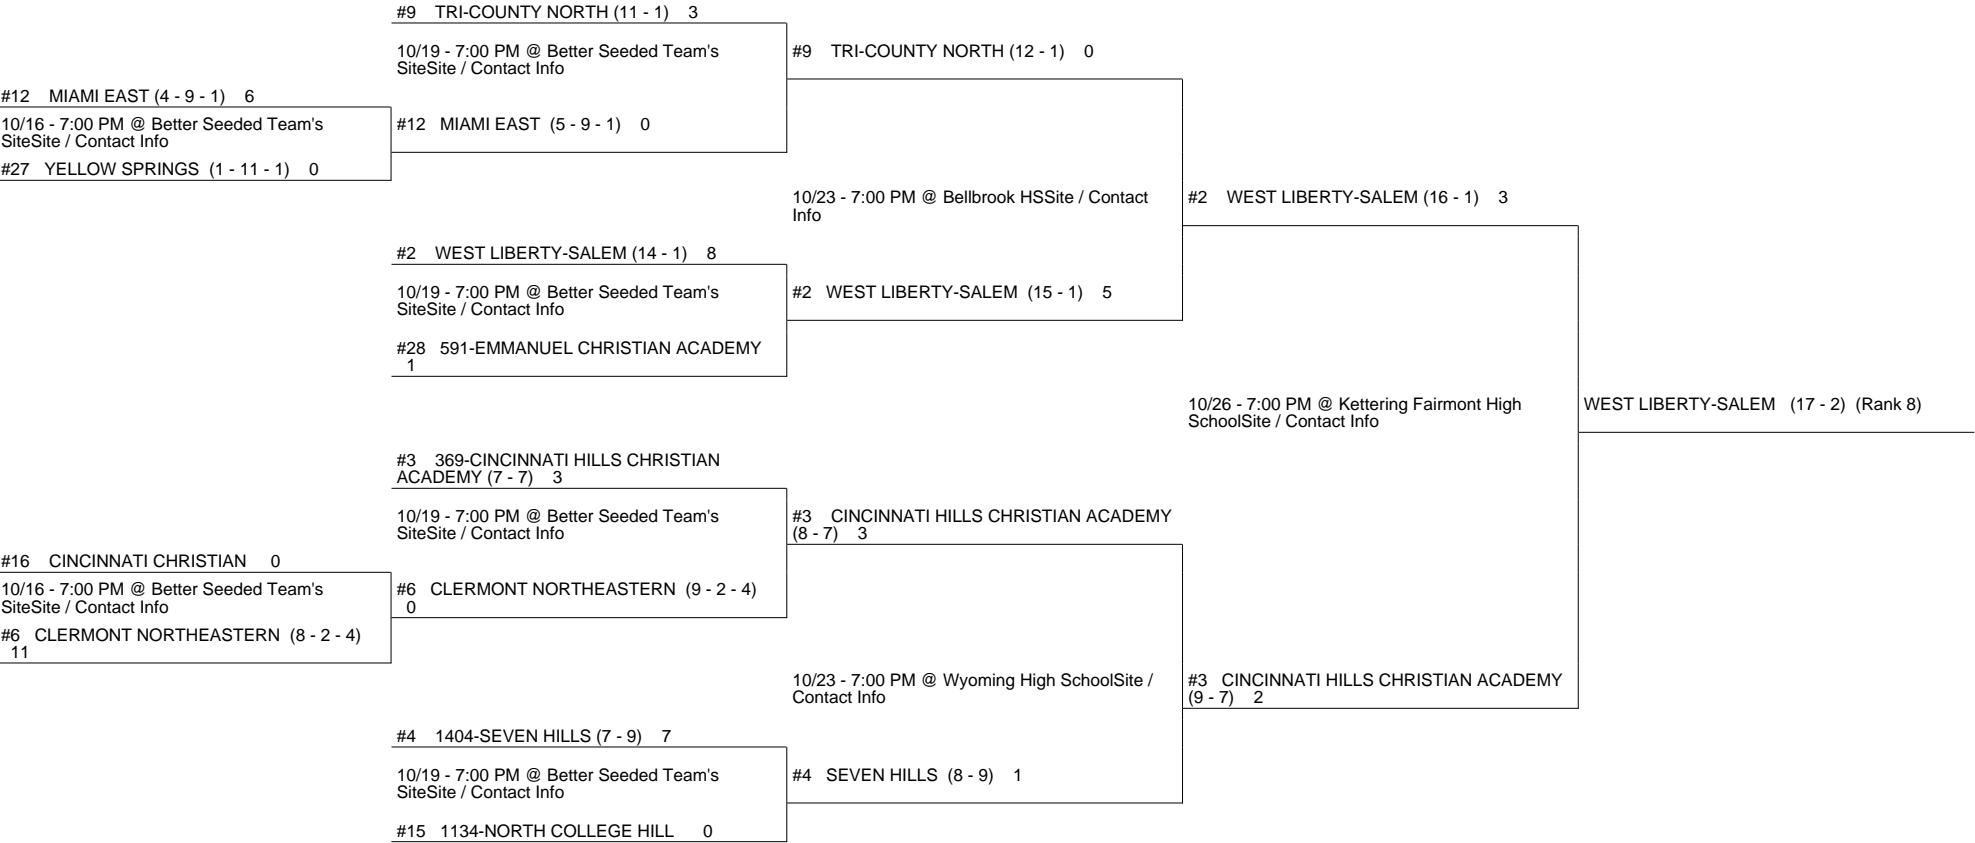 #9 TRI-COUNTY NORTH (11 - 1) 3
10/19 - 7:00 PM @ Better Seeded Team's
SiteSite / Contact Info
#9 TRI-COUNTY NORTH (12 - 1) 0
#12 MIAMI EAST (4 - 9 - 1) 6
10/16 - 7:00 PM @ Better Seeded Team's
SiteSite / Contact Info
#12 MIAMI EAST (5 - 9 - 1) 0
#27 YELLOW SPRINGS (1 - 11 - 1) 0
10/23 - 7:00 PM @ Bellbrook HSSite / Contact
Info
#2 WEST LIBERTY-SALEM (16 - 1) 3
#2 WEST LIBERTY-SALEM (14 - 1) 8
10/19 - 7:00 PM @ Better Seeded Team's
SiteSite / Contact Info
#2 WEST LIBERTY-SALEM (15 - 1) 5
#28 591-EMMANUEL CHRISTIAN ACADEMY
1
10/26 - 7:00 PM @ Kettering Fairmont High
SchoolSite / Contact Info
WEST LIBERTY-SALEM (17 - 2) (Rank 8)
#3 369-CINCINNATI HILLS CHRISTIAN
ACADEMY (7 - 7) 3
10/19 - 7:00 PM @ Better Seeded Team's
SiteSite / Contact Info
#3 CINCINNATI HILLS CHRISTIAN ACADEMY
(8 - 7) 3
#16 CINCINNATI CHRISTIAN 0
10/16 - 7:00 PM @ Better Seeded Team's
SiteSite / Contact Info
#6 CLERMONT NORTHEASTERN (9 - 2 - 4)
0
#6 CLERMONT NORTHEASTERN (8 - 2 - 4)
11
10/23 - 7:00 PM @ Wyoming High SchoolSite /
Contact Info
#3 CINCINNATI HILLS CHRISTIAN ACADEMY
(9 - 7) 2
#4 1404-SEVEN HILLS (7 - 9) 7
10/19 - 7:00 PM @ Better Seeded Team's
SiteSite / Contact Info
#4 SEVEN HILLS (8 - 9) 1
#15 1134-NORTH COLLEGE HILL 0